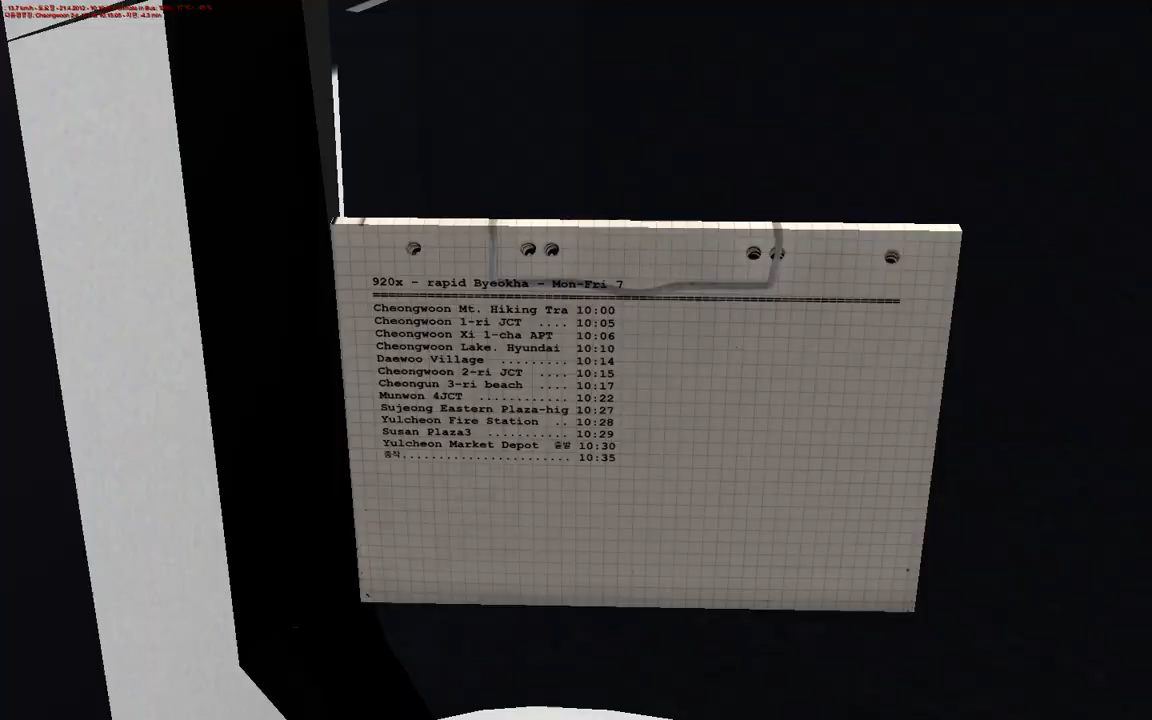 920x - rapid Byeokha - Mon-Fri 7
Cheongwoon Mt. Hiking Tra 10:00
Cheongwoon 1-ri JCT .... 10:05
Cheongwoon Xi 1-cha APT 10:06
Cheongwoon Lake. Hyundai 10:10
Daewoo Village ......... 10:14
Cheongwoon 2-ri JCT .... 10:15
Cheongun 3-ri beach .... 10:17
Munwon 4JCT ............ 10:22
Sujeong Eastern Plaza-hig 10:27
Yulcheon Fire Station .. 10:28
Susan Plaza3 ........... 10:29
Yulcheon Market Depot 10:30
종착...................... 10:35